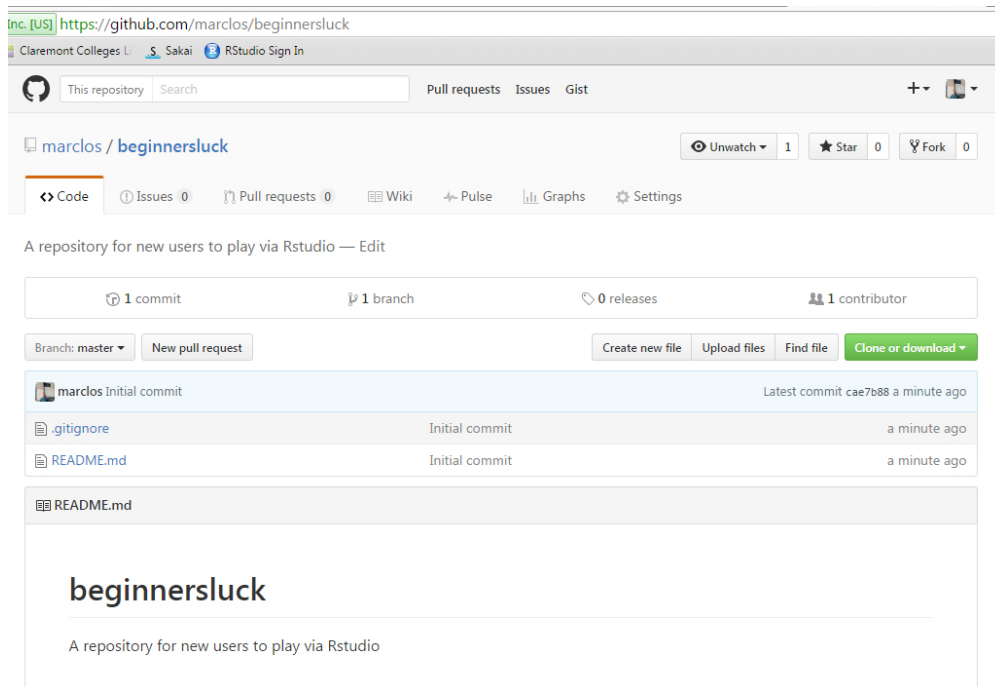 Inc. [US] https://github.com/marclos/beginnersluck
Claremont Colleges Li S Sakai R RStudio Sign In
This repository Search Pull requests Issues Gist
marclos / beginnersluck Unwatch 1 Star 0 Fork 0
Code Issues 0 Pull requests 0 Wiki Pulse Graphs Settings
A repository for new users to play via Rstudio — Edit
1 commit 1 branch 0 releases 1 contributor
Branch: master New pull request Create new file Upload files Find file Clone or download
marclos Initial commit Latest commit cae7b88 a minute ago
.gitignore Initial commit a minute ago
README.md Initial commit a minute ago
README.md
beginnersluck
A repository for new users to play via Rstudio